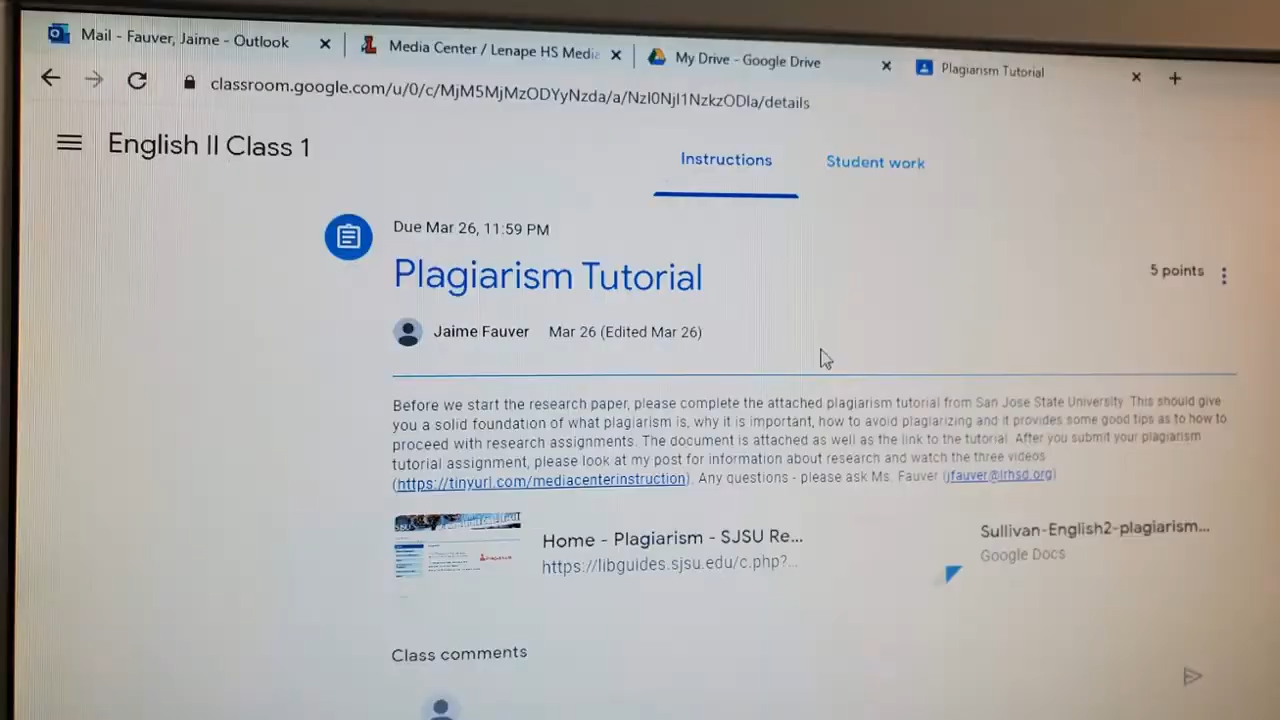 Mail - Fauver, Jaime - Outlook
Media Center / Lenape HS Media
My Drive - Google Drive
Plagiarism Tutorial
classroom.google.com/u/0/c/MjM5MjMzODYyNzda/a/NzI0NjI1NzkzODIa/details
English II Class 1
Instructions
Student work
Due Mar 26, 11:59 PM
Plagiarism Tutorial
5 points
Jaime Fauver Mar 26 (Edited Mar 26)
Before we start the research paper, please complete the attached plagiarism tutorial from San Jose State University. This should give
you a solid foundation of what plagiarism is, why it is important, how to avoid plagiarizing and it provides some good tips as to how to
proceed with research assignments. The document is attached as well as the link to the tutorial. After you submit your plagiarism
tutorial assignment, please look at my post for information about research and watch the three videos
(https://tinyurl.com/mediacenterinstruction). Any questions - please ask Ms. Fauver (jfauver@lrhsd.org)
Home - Plagiarism - SJSU Re...
https://libguides.sjsu.edu/c.php?...
Sullivan-English2-plagiarism...
Google Docs
Class comments